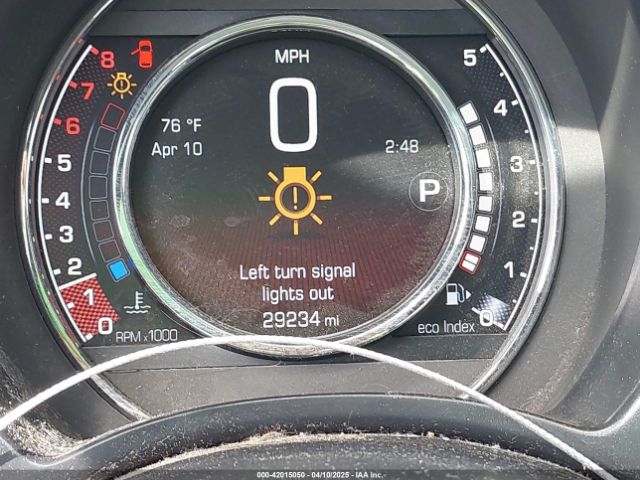 MPH
0
76 °F
Apr 10
2:48
P
!
Left turn signal
lights out
29234 mi
8
7
6
5
4
3
2
1
0
RPM x1000
5
4
3
2
1
0
eco Index
000-42015050 - 04/10/2025 - IAA Inc.